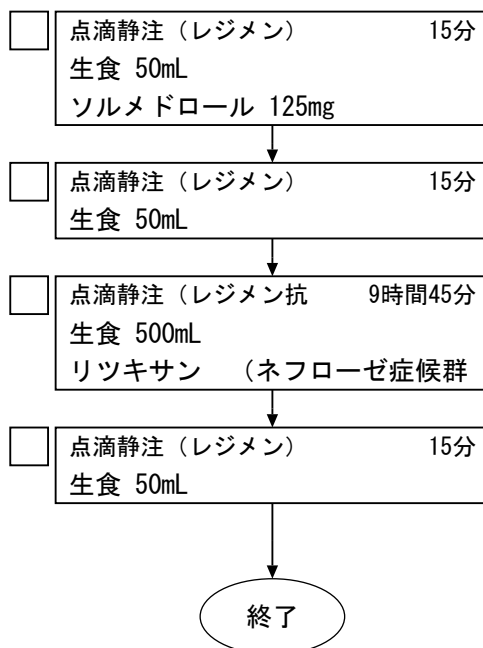 点滴静注（レジメン） 15分
生食 50mL
ソルメドロール 125mg
点滴静注（レジメン） 15分
生食 50mL
点滴静注（レジメン抗 9時間45分
生食 500mL
リツキサン （ネフローゼ症候群
点滴静注（レジメン） 15分
生食 50mL
終了